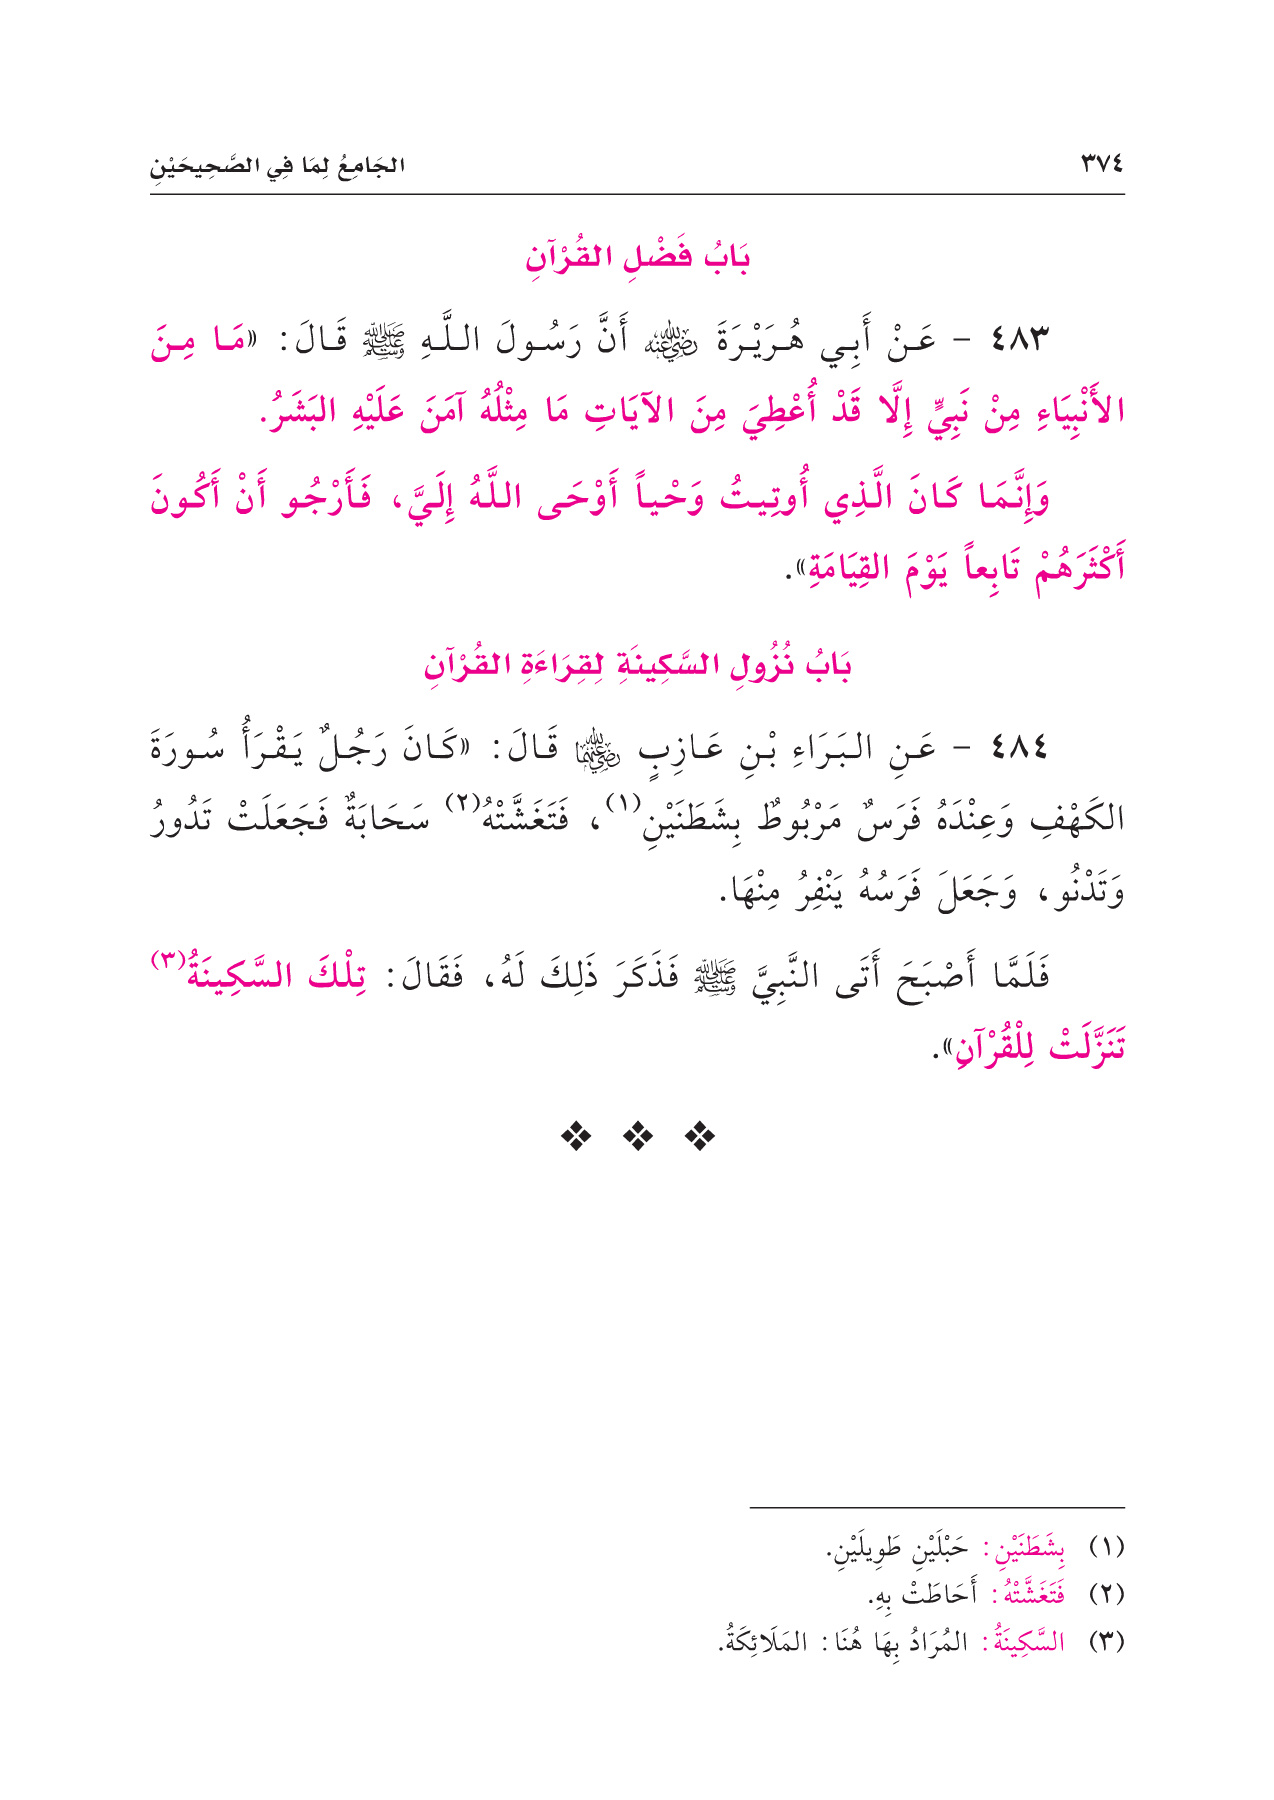 ٣٧٤ الجَامِعُ لِمَا فِي الصَّحِيحَيْنِ
بَابُ فَضْلِ القُرْآنِ
٤٨٣ - عَنْ أَبِي هُرَيْرَةَ رضي الله عنه أَنَّ رَسُولَ اللَّهِ ﷺ قَالَ: «مَا مِنَ
الأَنْبِيَاءِ مِنْ نَبِيٍّ إِلَّا قَدْ أُعْطِيَ مِنَ الآيَاتِ مَا مِثْلُهُ آمَنَ عَلَيْهِ البَشَرُ.
وَإِنَّمَا كَانَ الَّذِي أُوتِيتُ وَحْياً أَوْحَى اللَّهُ إِلَيَّ، فَأَرْجُو أَنْ أَكُونَ
أَكْثَرَهُمْ تَابِعاً يَوْمَ القِيَامَةِ».
بَابُ نُزُولِ السَّكِينَةِ لِقِرَاءَةِ القُرْآنِ
٤٨٤ - عَنِ البَرَاءِ بْنِ عَازِبٍ رضي الله عنهما قَالَ: «كَانَ رَجُلٌ يَقْرَأُ سُورَةَ
الكَهْفِ وَعِنْدَهُ فَرَسٌ مَرْبُوطٌ بِشَطَنَيْنِ(١)، فَتَغَشَّتْهُ(٢) سَحَابَةٌ فَجَعَلَتْ تَدُورُ
وَتَدْنُو، وَجَعَلَ فَرَسُهُ يَنْفِرُ مِنْهَا.
فَلَمَّا أَصْبَحَ أَتَى النَّبِيَّ ﷺ فَذَكَرَ ذَلِكَ لَهُ، فَقَالَ: تِلْكَ السَّكِينَةُ(٣)
تَنَزَّلَتْ لِلْقُرْآنِ».
(١) بِشَطَنَيْنِ: حَبْلَيْنِ طَوِيلَيْنِ.
(٢) فَتَغَشَّتْهُ: أَحَاطَتْ بِهِ.
(٣) السَّكِينَةُ: المُرَادُ بِهَا هُنَا: المَلَائِكَةُ.